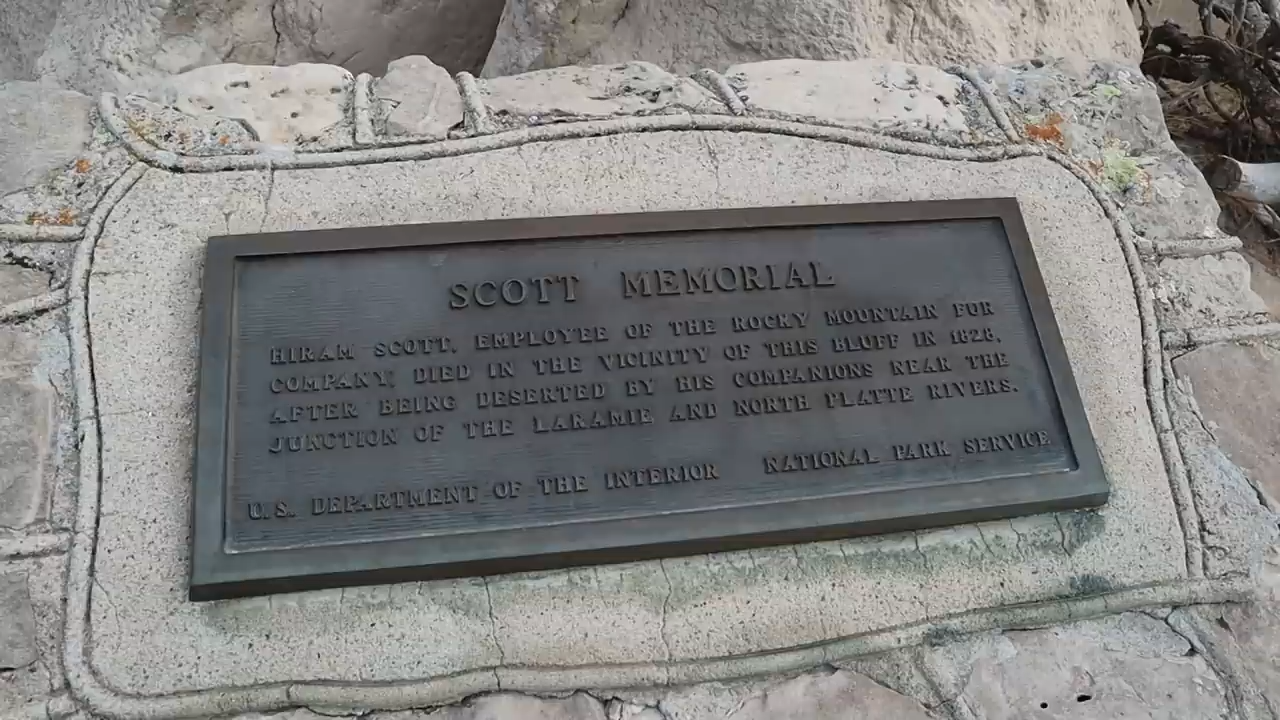 SCOTT MEMORIAL
HIRAM SCOTT, EMPLOYEE OF THE ROCKY MOUNTAIN FUR
COMPANY, DIED IN THE VICINITY OF THIS BLUFF IN 1828,
AFTER BEING DESERTED BY HIS COMPANIONS NEAR THE
JUNCTION OF THE LARAMIE AND NORTH PLATTE RIVERS.
U.S. DEPARTMENT OF THE INTERIOR NATIONAL PARK SERVICE